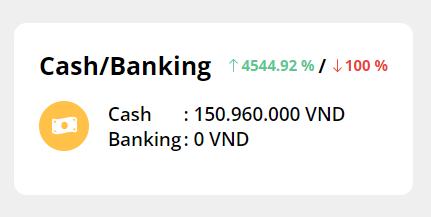 Cash/Banking ↑ 4544.92 % / ↓ 100 %
Cash : 150.960.000 VND
Banking : 0 VND